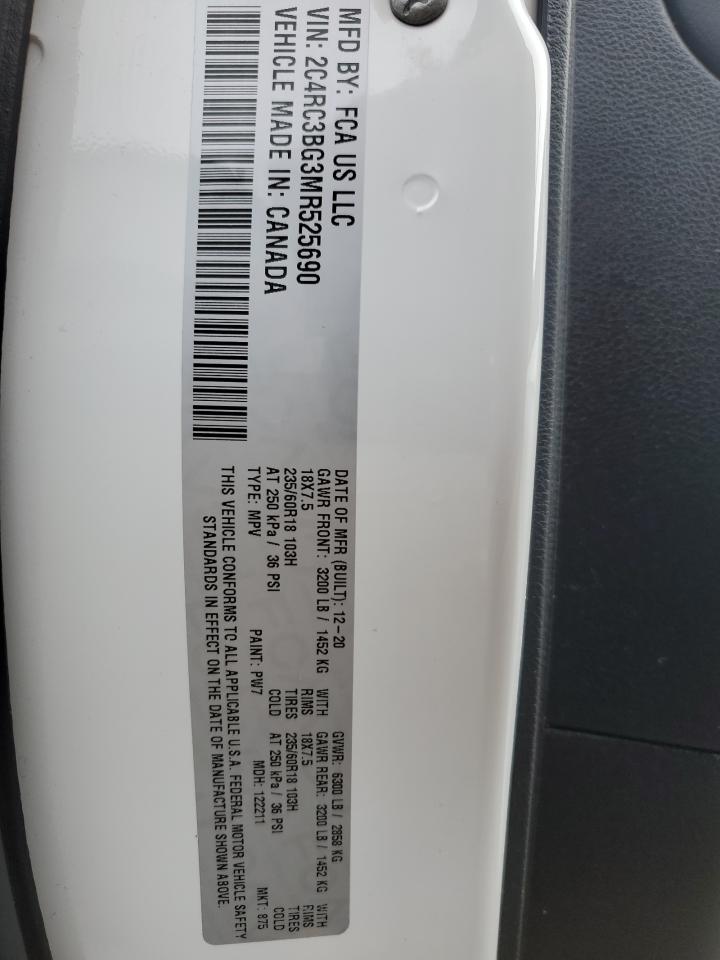 MFD BY: FCA US LLC
VIN: 2C4RC3BG3MR525690
VEHICLE MADE IN: CANADA
DATE OF MFR (BUILT): 12-20 GVWR: 6300 LB / 2858 KG
GAWR FRONT: 3200 LB / 1452 KG WITH GAWR REAR: 3200 LB / 1452 KG WITH
18X7.5 RIMS 18X7.5 RIMS
235/60R18 103H TIRES 235/60R18 103H TIRES
AT 250 kPa / 36 PSI COLD AT 250 kPa / 36 PSI COLD
TYPE: MPV PAINT: PW7 MDH: 122211 MKT: 875
THIS VEHICLE CONFORMS TO ALL APPLICABLE U.S.A. FEDERAL MOTOR VEHICLE SAFETY
STANDARDS IN EFFECT ON THE DATE OF MANUFACTURE SHOWN ABOVE.